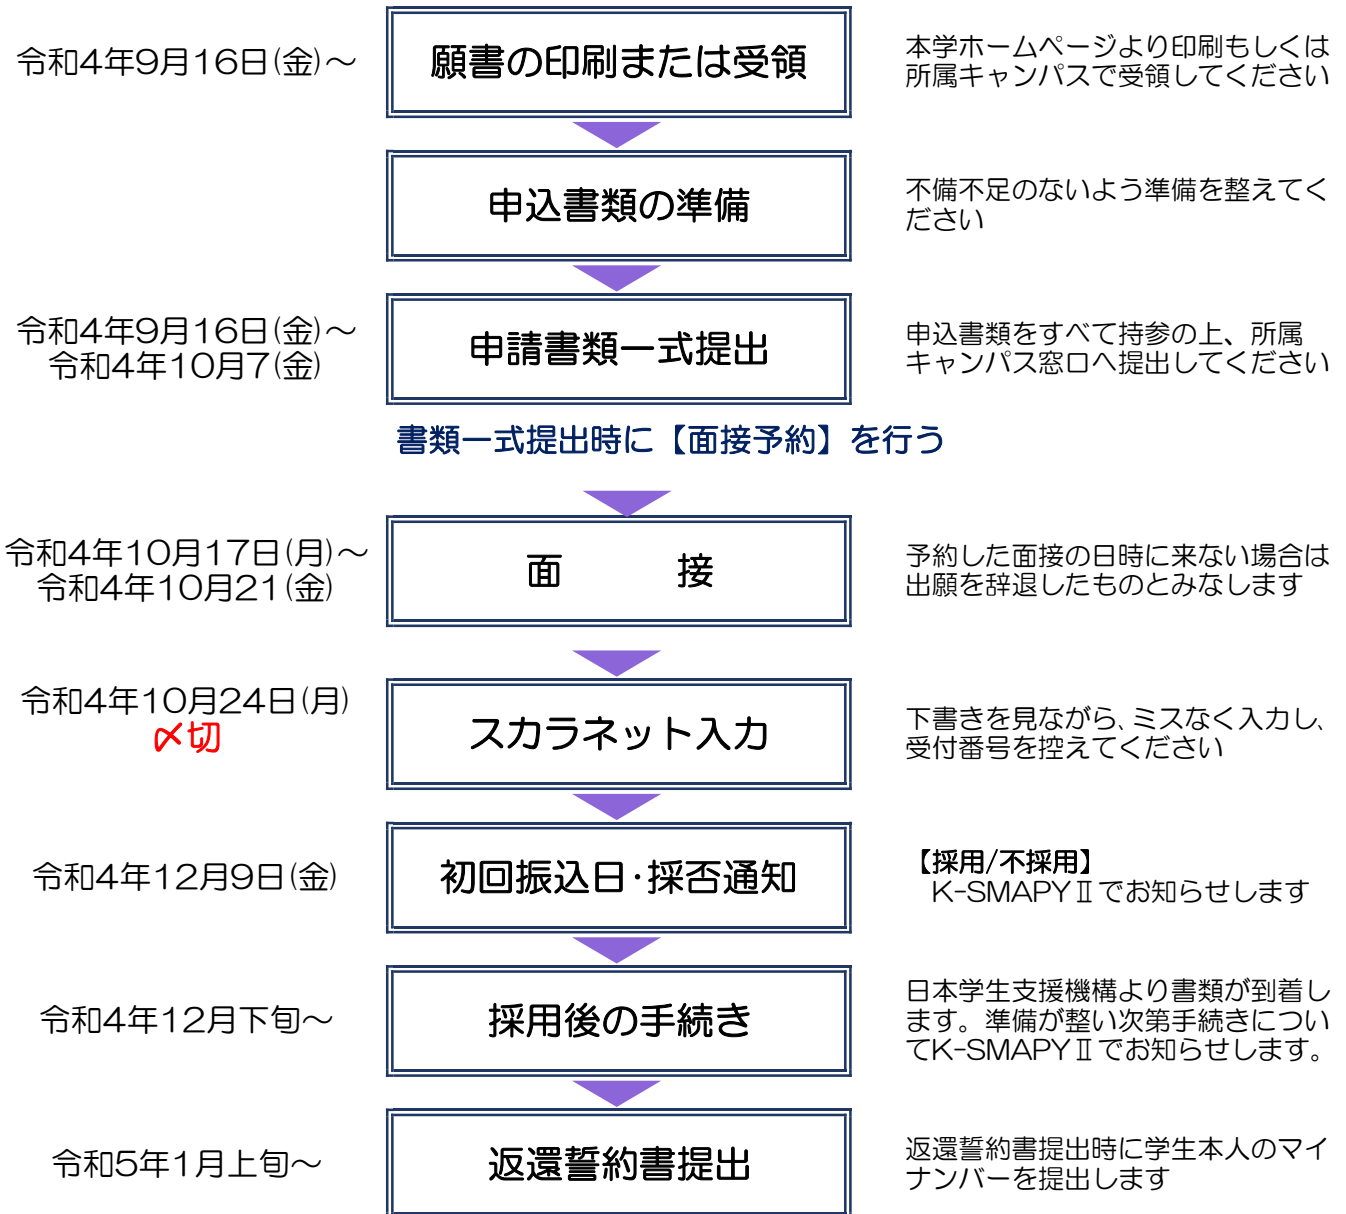 令和4年9月16日(金)～
願書の印刷または受領
本学ホームページより印刷もしくは
所属キャンパスで受領してください
申込書類の準備
不備不足のないよう準備を整えてく
ださい
令和4年9月16日(金)～
令和4年10月7(金)
申請書類一式提出
申込書類をすべて持参の上、所属
キャンパス窓口へ提出してください
書類一式提出時に【面接予約】を行う
令和4年10月17日(月)～
令和4年10月21(金)
面　　　接
予約した面接の日時に来ない場合は
出願を辞退したものとみなします
令和4年10月24日(月)
〆切
スカラネット入力
下書きを見ながら、ミスなく入力し、
受付番号を控えてください
令和4年12月9日(金)
初回振込日･採否通知
【採用/不採用】
K-SMAPYⅡでお知らせします
令和4年12月下旬～
採用後の手続き
日本学生支援機構より書類が到着し
ます。準備が整い次第手続きについ
てK-SMAPYⅡでお知らせします。
令和5年1月上旬～
返還誓約書提出
返還誓約書提出時に学生本人のマイ
ナンバーを提出します